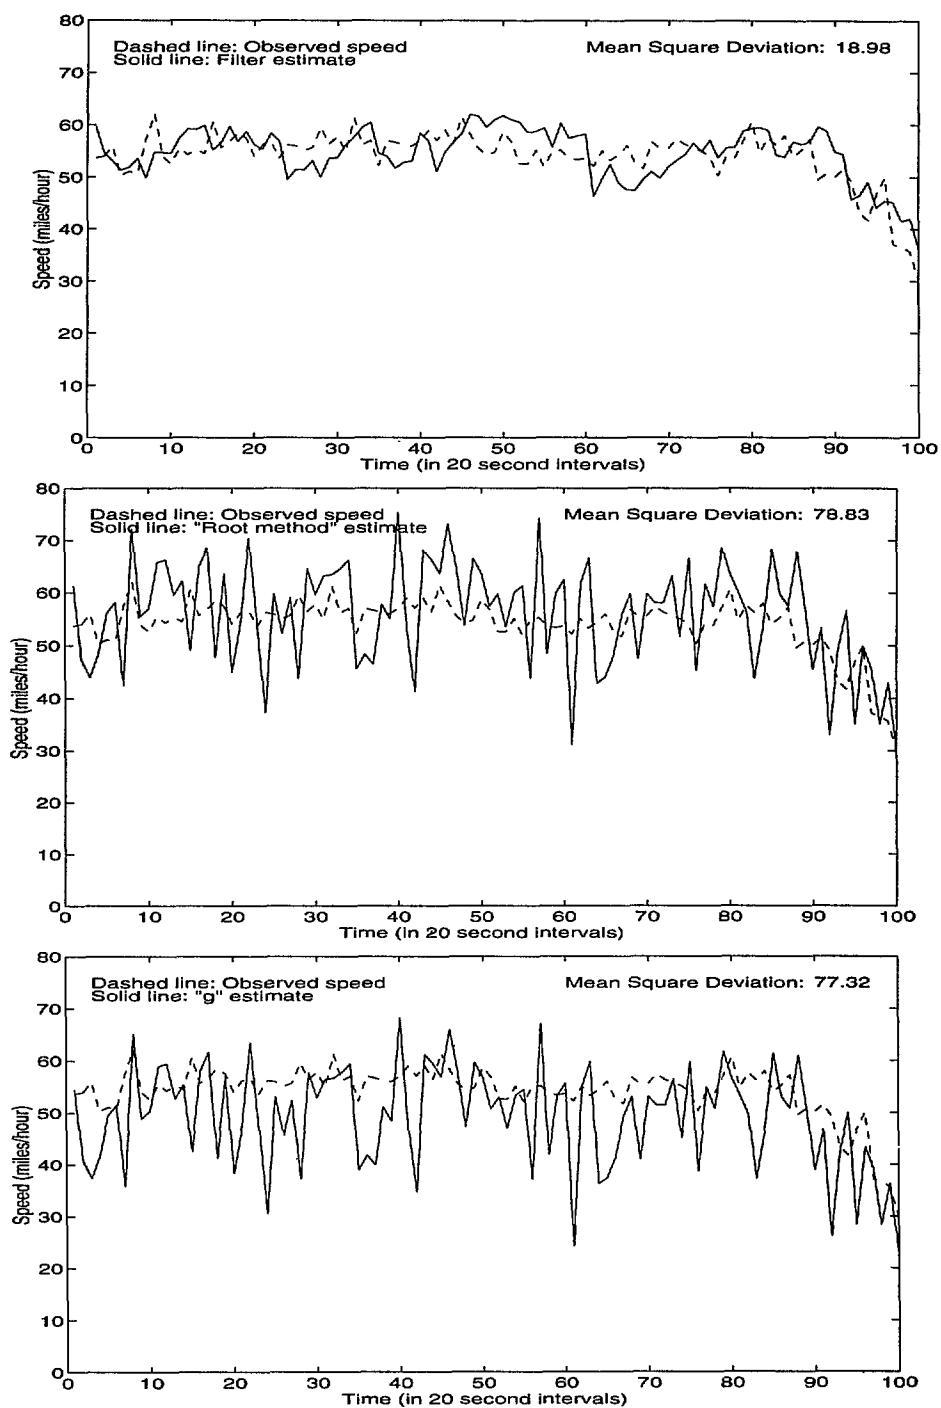 80
Dashed line: Observed speed
Mean Square Deviation: 18.98
Solid line: Filter estimate
70
60
50
40
30
20
10
0
Speed (miles/hour)
0 10 20 30 40 50 60 70 80 90 100
Time (in 20 second intervals)
80
Dashed line: Observed speed
Mean Square Deviation: 78.83
Solid line: "Root method" estimate
70
60
50
40
30
20
10
0
Speed (miles/hour)
0 10 20 30 40 50 60 70 80 90 100
Time (in 20 second intervals)
80
Dashed line: Observed speed
Mean Square Deviation: 77.32
Solid line: "g" estimate
70
60
50
40
30
20
10
0
Speed (miles/hour)
0 10 20 30 40 50 60 70 80 90 100
Time (in 20 second intervals)